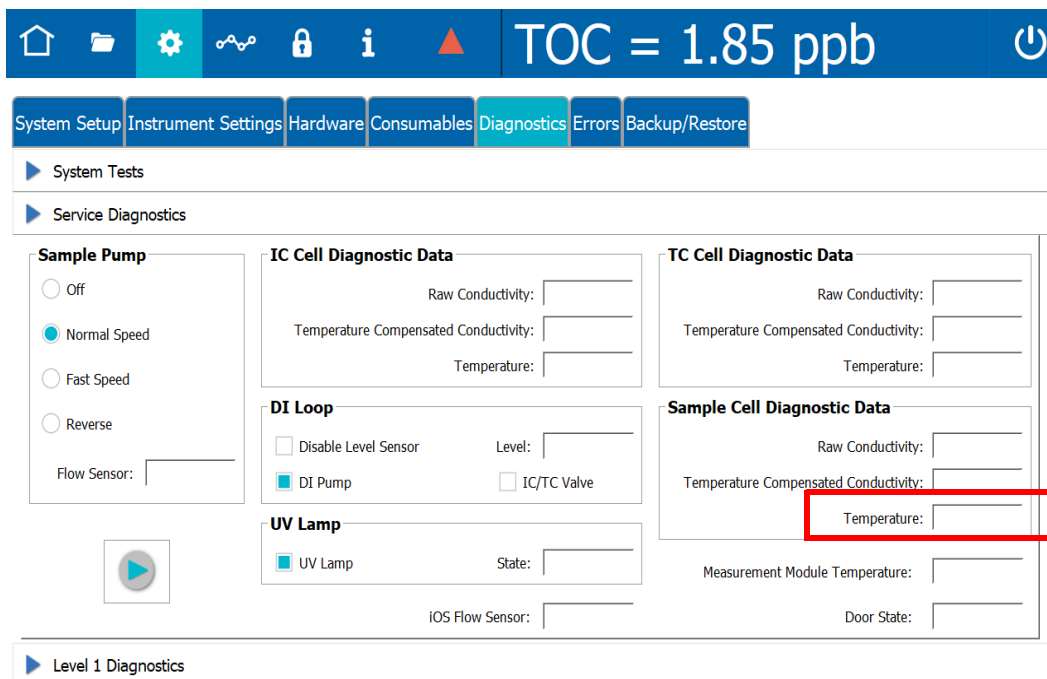 TOC = 1.85 ppb
System Setup Instrument Settings Hardware Consumables Diagnostics Errors Backup/Restore
System Tests
Service Diagnostics
Sample Pump
Off
Normal Speed
Fast Speed
Reverse
Flow Sensor:
IC Cell Diagnostic Data
Raw Conductivity:
Temperature Compensated Conductivity:
Temperature:
DI Loop
Disable Level Sensor Level:
DI Pump IC/TC Valve
UV Lamp
UV Lamp State:
iOS Flow Sensor:
TC Cell Diagnostic Data
Raw Conductivity:
Temperature Compensated Conductivity:
Temperature:
Sample Cell Diagnostic Data
Raw Conductivity:
Temperature Compensated Conductivity:
Temperature:
Measurement Module Temperature:
Door State:
Level 1 Diagnostics